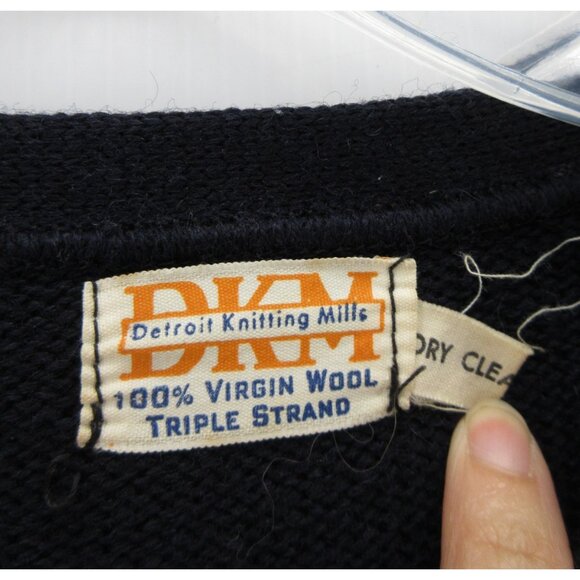 DKM
Detroit Knitting Mills
100% VIRGIN WOOL
TRIPLE STRAND
DRY CLEA